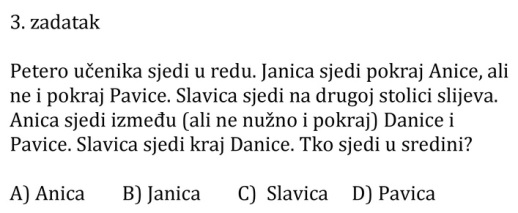 3. zadatak
Petero učenika sjedi u redu. Janica sjedi pokraj Anice, ali
ne i pokraj Pavice. Slavica sjedi na drugoj stolici slijeva.
Anica sjedi između (ali ne nužno i pokraj) Danice i
Pavice. Slavica sjedi kraj Danice. Tko sjedi u sredini?
A) Anica B) Janica C) Slavica D) Pavica